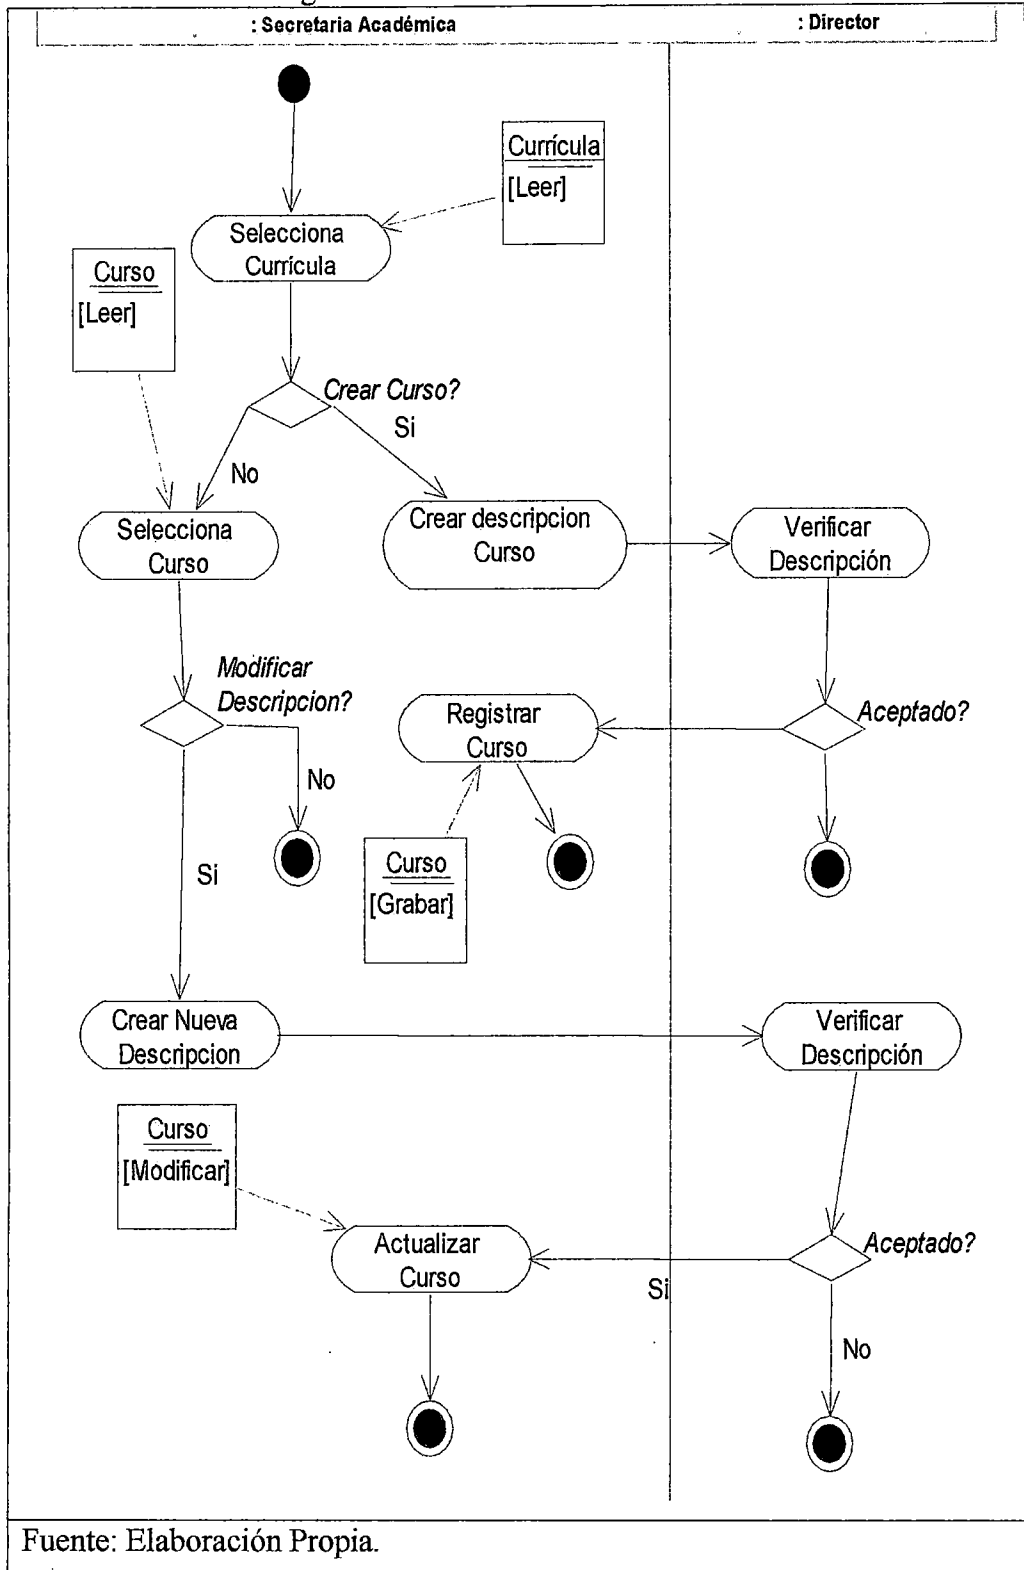 : Secretaria Académica
: Director
Currícula
[Leer]
Selecciona
Currícula
Curso
[Leer]
Crear Curso?
Si
No
Selecciona
Curso
Crear descripcion
Curso
Verificar
Descripción
Modificar
Descripcion?
No
Si
Registrar
Curso
Aceptado?
Curso
[Grabar]
Crear Nueva
Descripcion
Verificar
Descripción
Curso
[Modificar]
Actualizar
Curso
Aceptado?
Si
No
Fuente: Elaboración Propia.